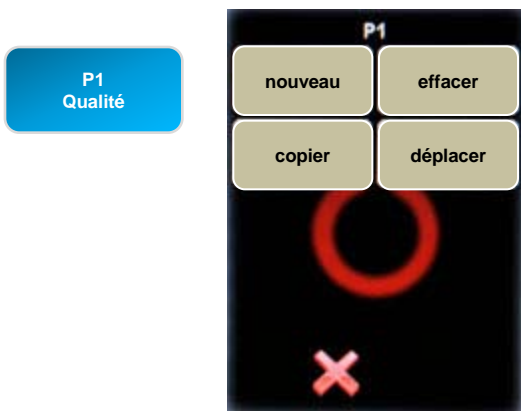 P1
Qualité
P1
nouveau
effacer
copier
déplacer